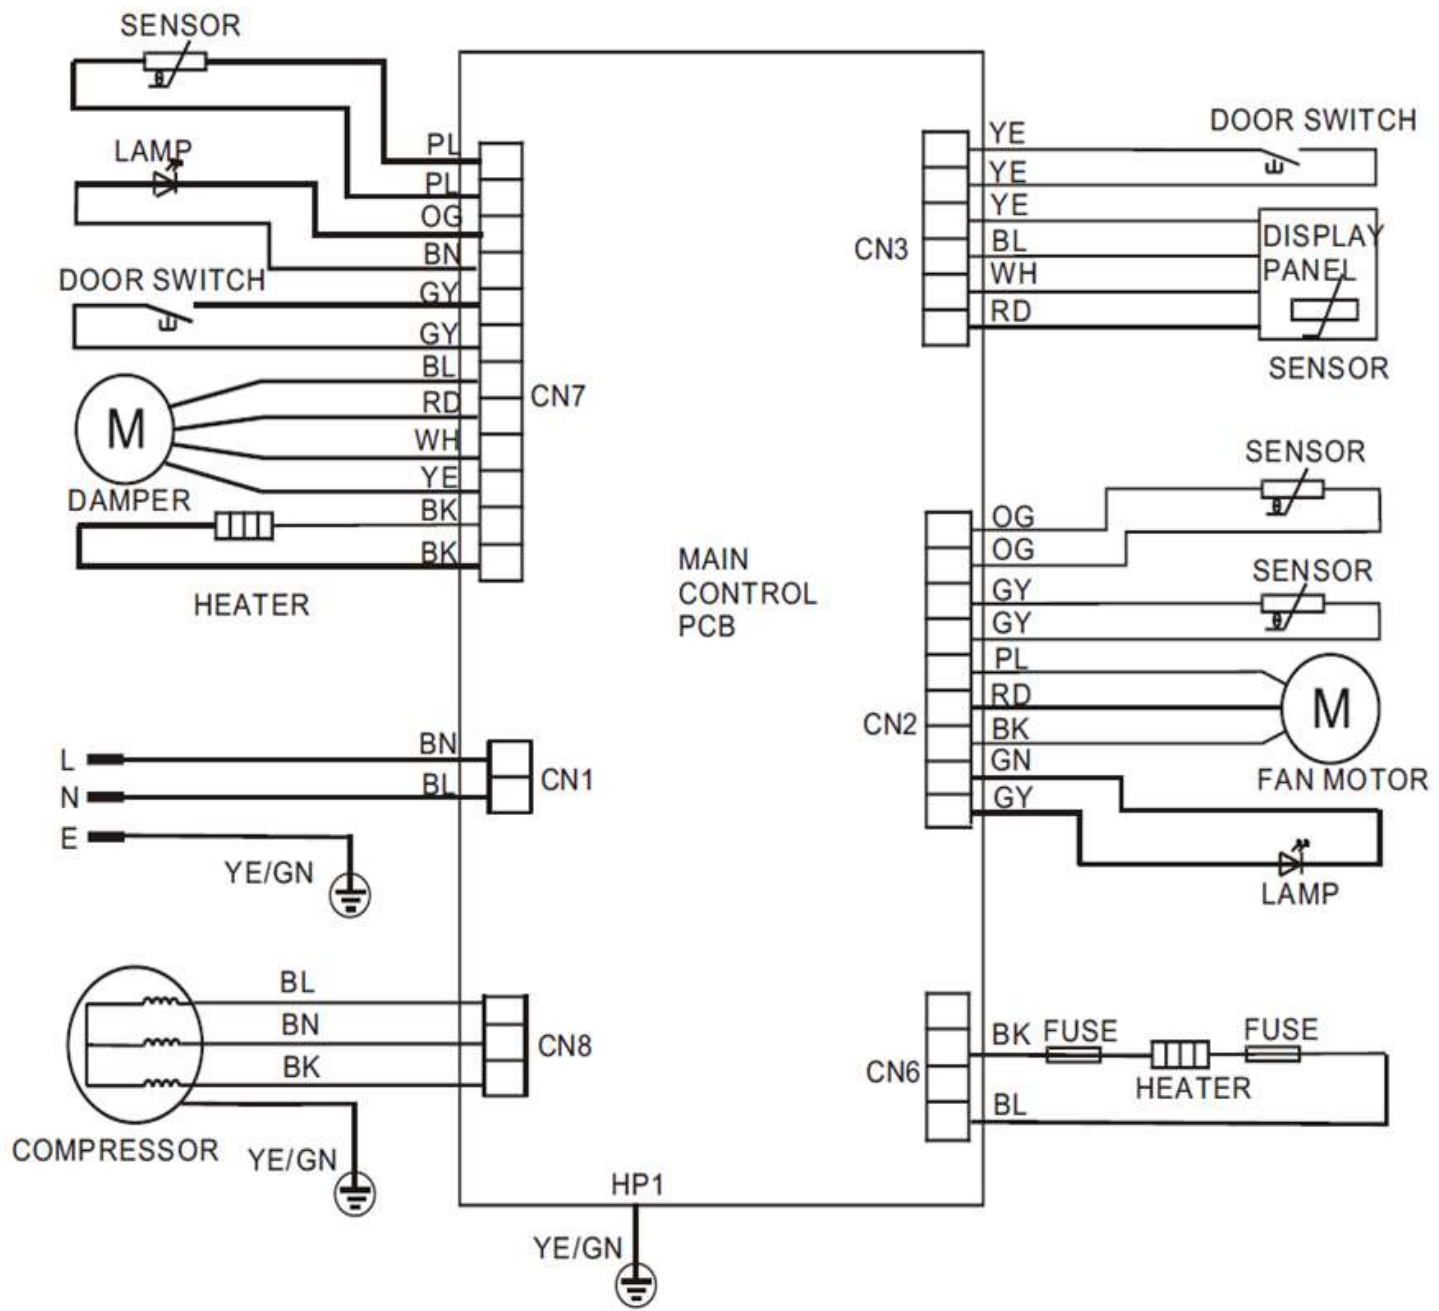 SENSOR
LAMP
DOOR SWITCH
DAMPER
HEATER
M
PL
PL
OG
BN
GY
GY
BL
RD
WH
YE
BK
BK
CN7
L
N
E
BN
BL
CN1
YE/GN
BL
BN
BK
CN8
COMPRESSOR
YE/GN
MAIN
CONTROL
PCB
HP1
YE/GN
DOOR SWITCH
YE
YE
YE
BL
WH
RD
CN3
DISPLAY
PANEL
SENSOR
SENSOR
OG
OG
SENSOR
GY
GY
PL
RD
BK
GN
GY
CN2
M
FAN MOTOR
LAMP
BK
FUSE
FUSE
HEATER
CN6
BL